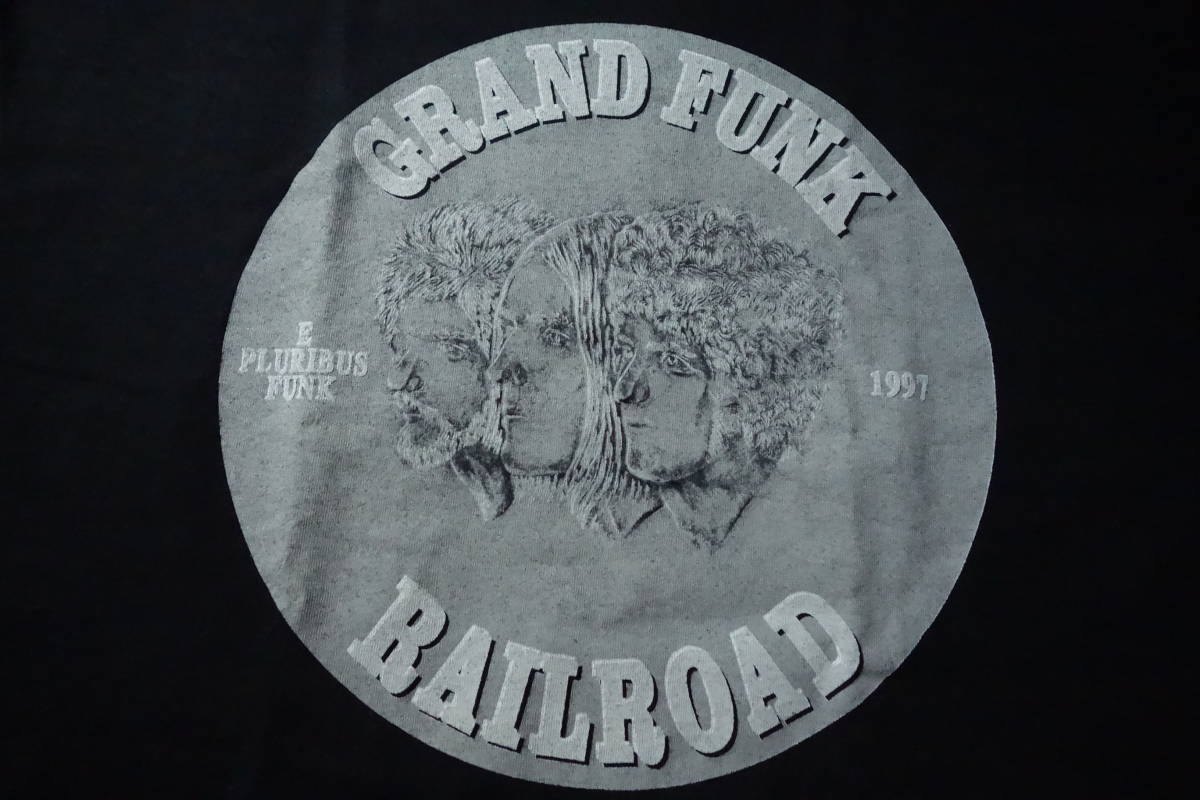 GRAND FUNK
E
PLURIBUS
FUNK
1997
RAILROAD